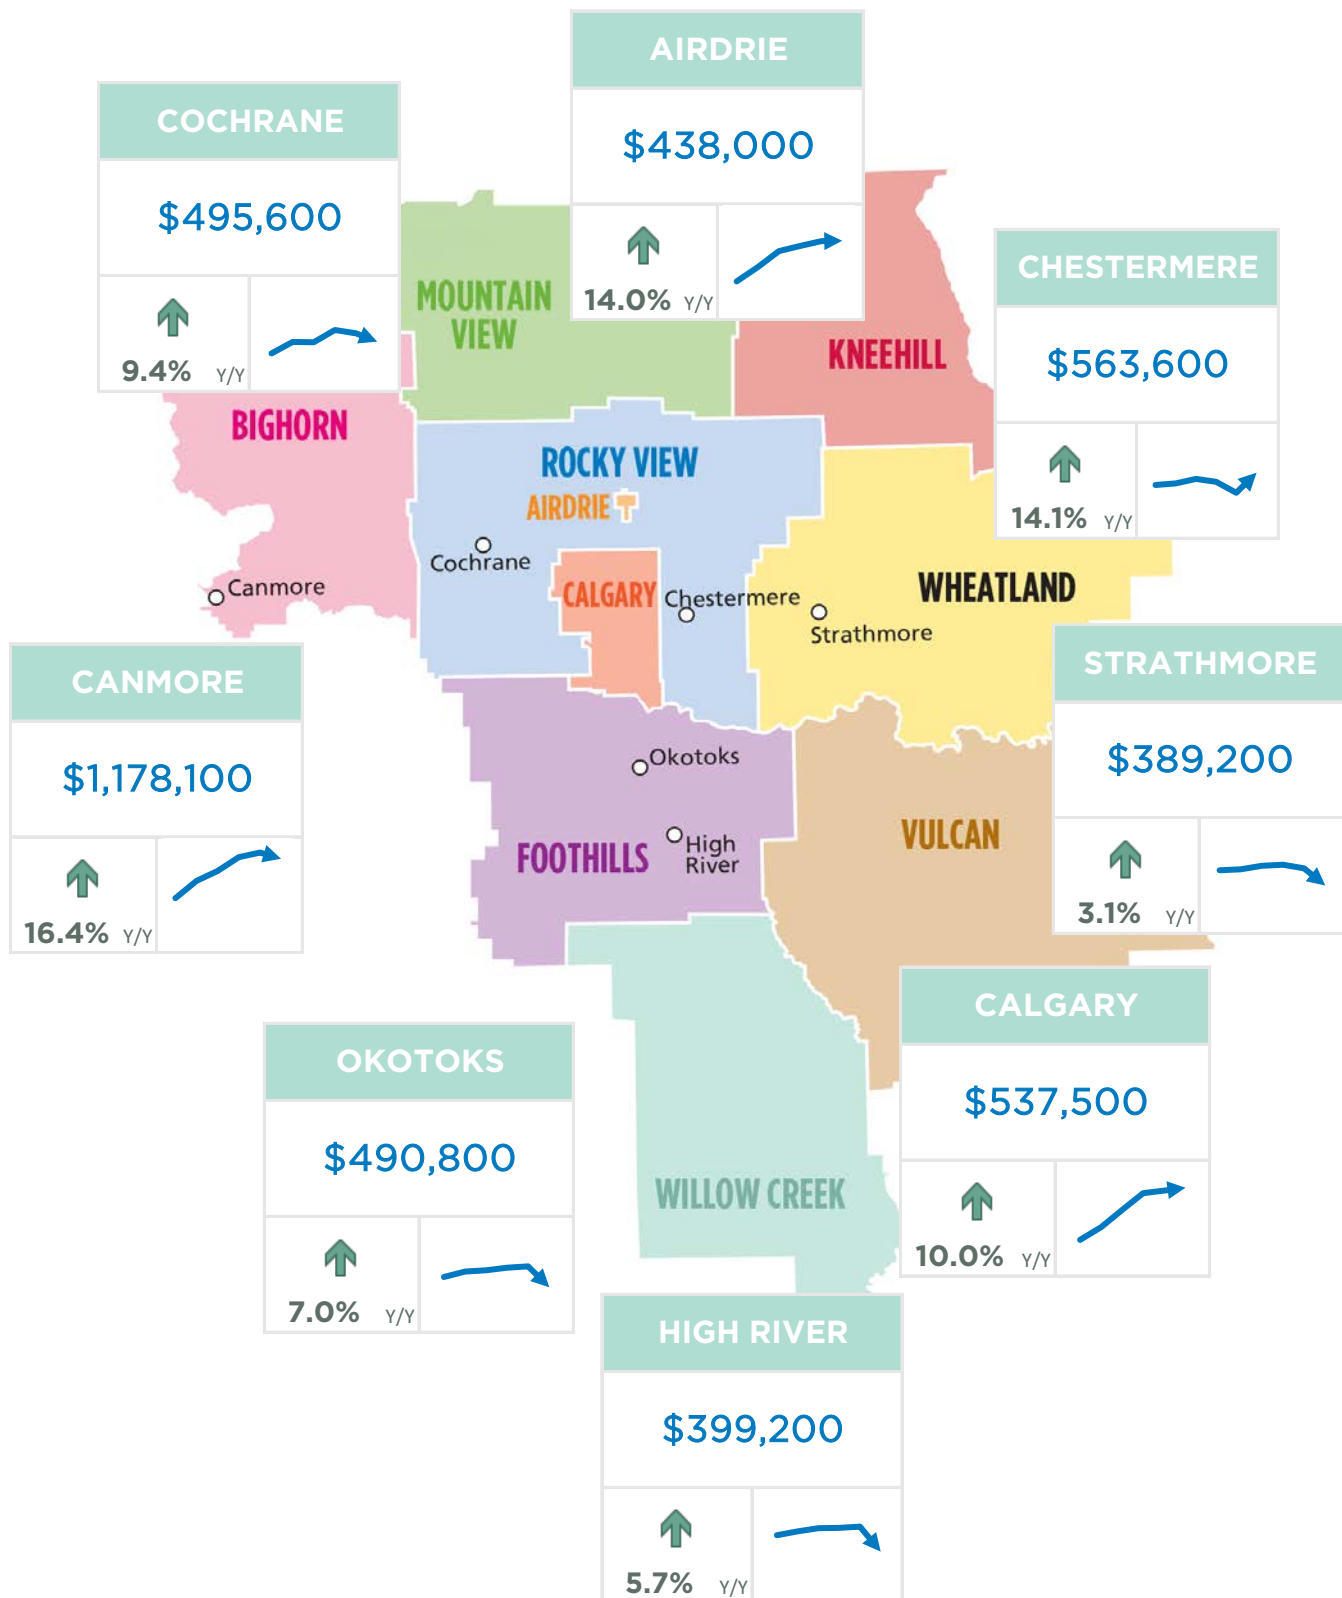 AIRDRIE
$438,000
14.0% Y/Y
COCHRANE
$495,600
9.4% Y/Y
CHESTERMERE
$563,600
14.1% Y/Y
MOUNTAIN
VIEW
KNEEHILL
BIGHORN
ROCKY VIEW
AIRDRIE
Cochrane
Canmore
CALGARY
Chestermere
WHEATLAND
Strathmore
CANMORE
$1,178,100
16.4% Y/Y
STRATHMORE
$389,200
3.1% Y/Y
Okotoks
High
River
FOOTHILLS
VULCAN
CALGARY
$537,500
10.0% Y/Y
OKOTOKS
$490,800
7.0% Y/Y
WILLOW CREEK
HIGH RIVER
$399,200
5.7% Y/Y